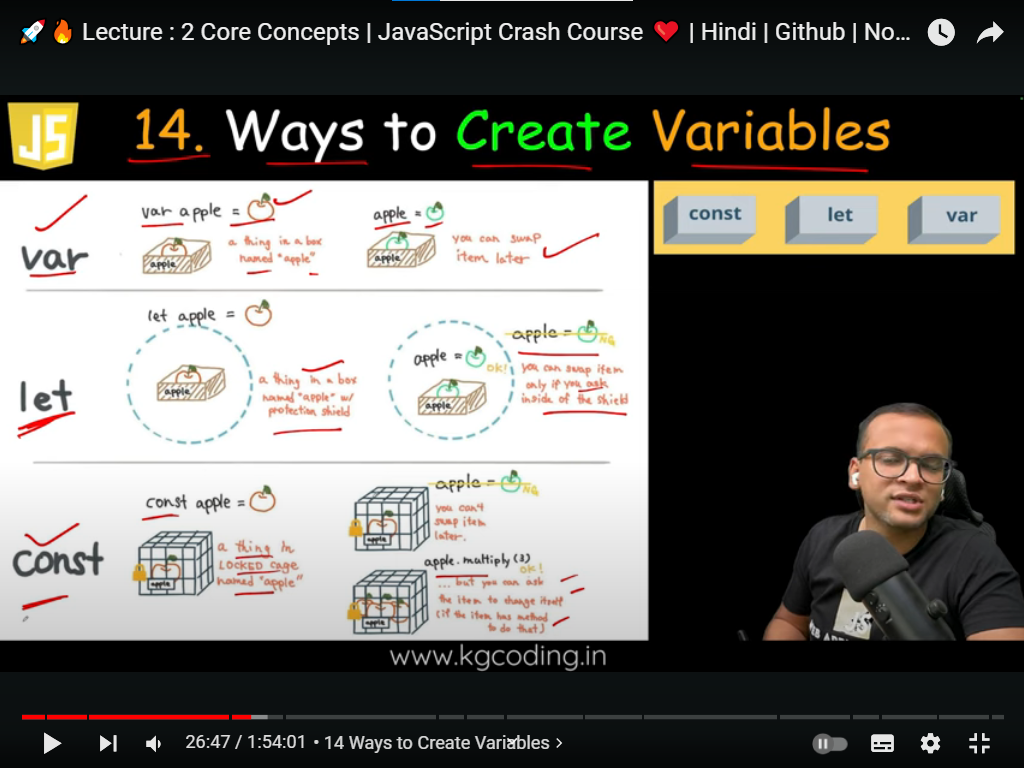 🚀🔥 Lecture : 2 Core Concepts | JavaScript Crash Course ❤️ | Hindi | Github | No...
JS
14. Ways to Create Variables
const
let
var
var
var apple =
apple
a thing in a box
named "apple"
apple =
apple
you can swap
item later
let
let apple =
apple
a thing in a box
named "apple" w/
protection shield
apple =
OK!
apple
apple =
NG
you can swap item
only if you ask
inside of the shield
const
const apple =
apple
a thing in
LOCKED cage
named "apple"
apple =
NG
apple
you can't
swap item
later.
apple.multiply(3)
OK!
apple
... but you can ask
the item to change itself
(if the item has method
to do that)
www.kgcoding.in
26:47 / 1:54:01 • 14 Ways to Create Variables >